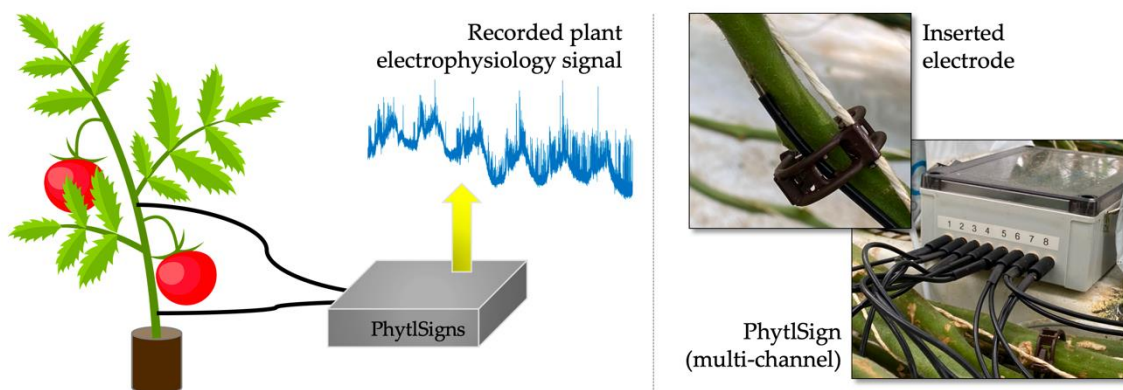 Recorded plant
electrophysiology signal
PhytlSigns
Inserted
electrode
1 2 3 4 5 6 7 8
PhytlSign
(multi-channel)